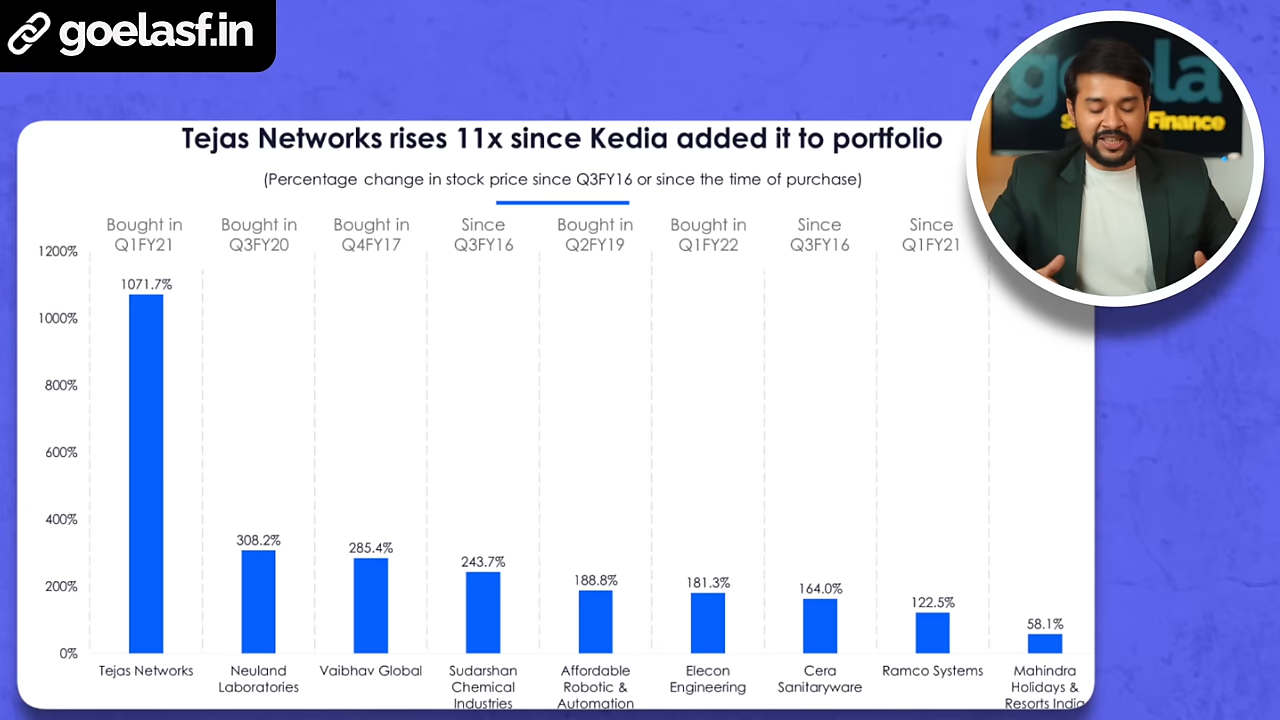 goelasf.in
goela
Finance
Tejas Networks rises 11x since Kedia added it to portfolio
(Percentage change in stock price since Q3FY16 or since the time of purchase)
Bought in Q1FY21
Bought in Q3FY20
Bought in Q4FY17
Since Q3FY16
Bought in Q2FY19
Bought in Q1FY22
Since Q3FY16
Since Q1FY21
1200%
1000%
800%
600%
400%
200%
0%
1071.7%
308.2%
285.4%
243.7%
188.8%
181.3%
164.0%
122.5%
58.1%
Tejas Networks
Neuland
Laboratories
Vaibhav Global
Sudarshan
Chemical
Industries
Affordable
Robotic &
Automation
Elecon
Engineering
Cera
Sanitaryware
Ramco Systems
Mahindra
Holidays &
Resorts India